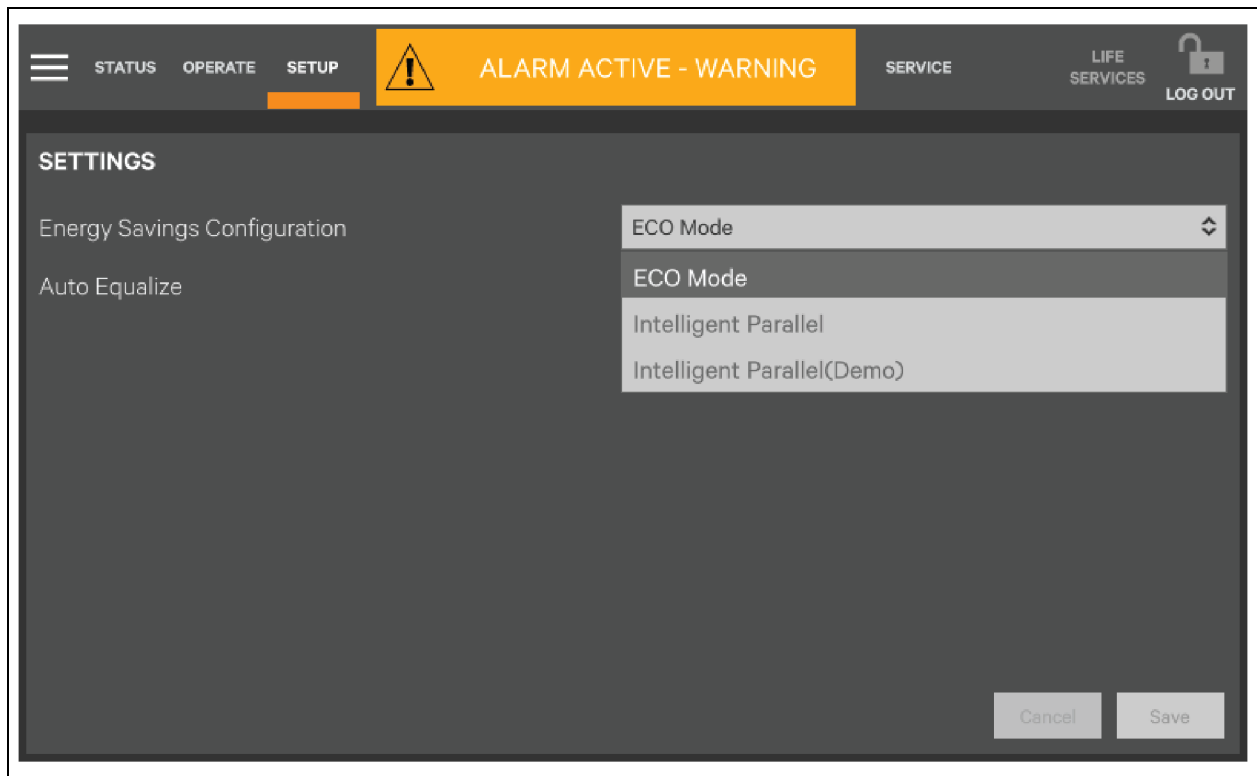 STATUS OPERATE SETUP ALARM ACTIVE - WARNING SERVICE LIFE SERVICES LOG OUT
SETTINGS
Energy Savings Configuration ECO Mode
ECO Mode
Auto Equalize
Intelligent Parallel
Intelligent Parallel(Demo)
Cancel Save